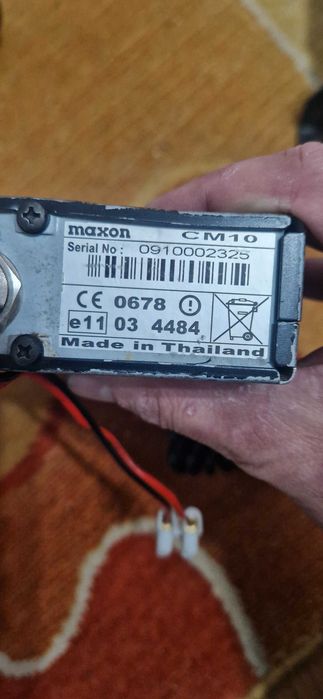 maxon CM10
Serial No : 0910002325
CE 0678 !
e11 03 4484
Made in Thailand